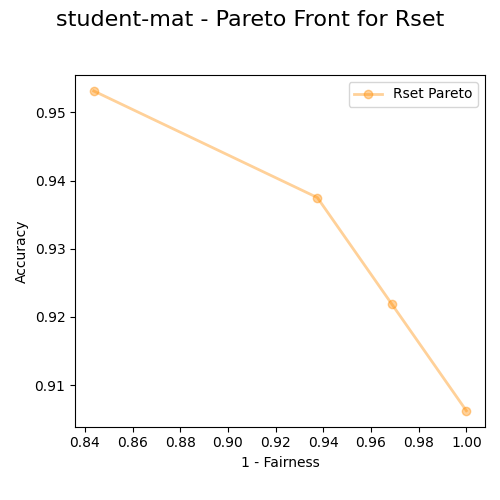 student-mat - Pareto Front for Rset
Rset Pareto
Accuracy
0.95
0.94
0.93
0.92
0.91
0.84 0.86 0.88 0.90 0.92 0.94 0.96 0.98 1.00
1 - Fairness